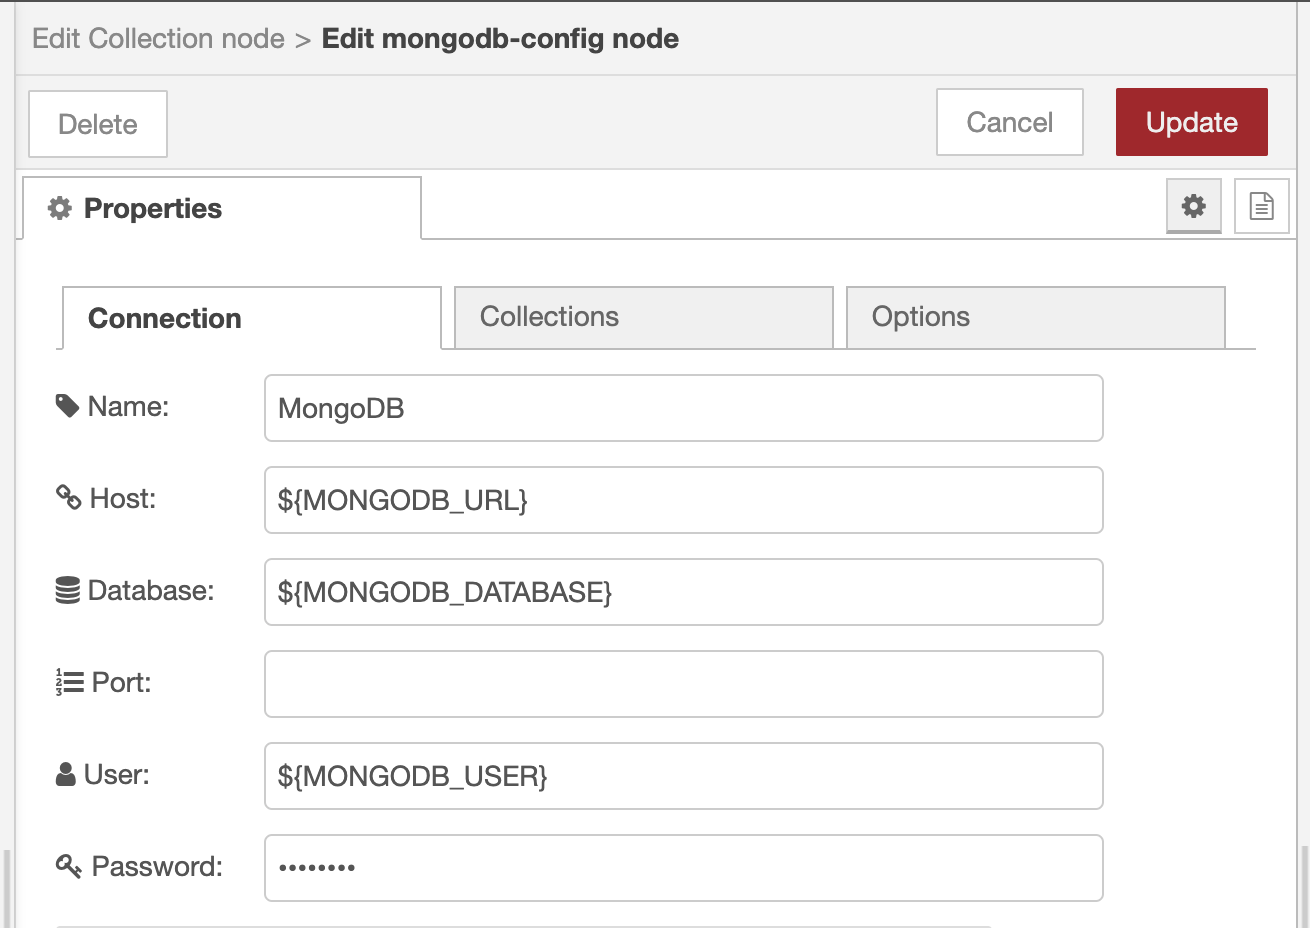 Edit Collection node > Edit mongodb-config node
Delete
Cancel
Update
Properties
Connection
Collections
Options
Name:
MongoDB
Host:
${MONGODB_URL}
Database:
${MONGODB_DATABASE}
Port:
User:
${MONGODB_USER}
Password:
••••••••